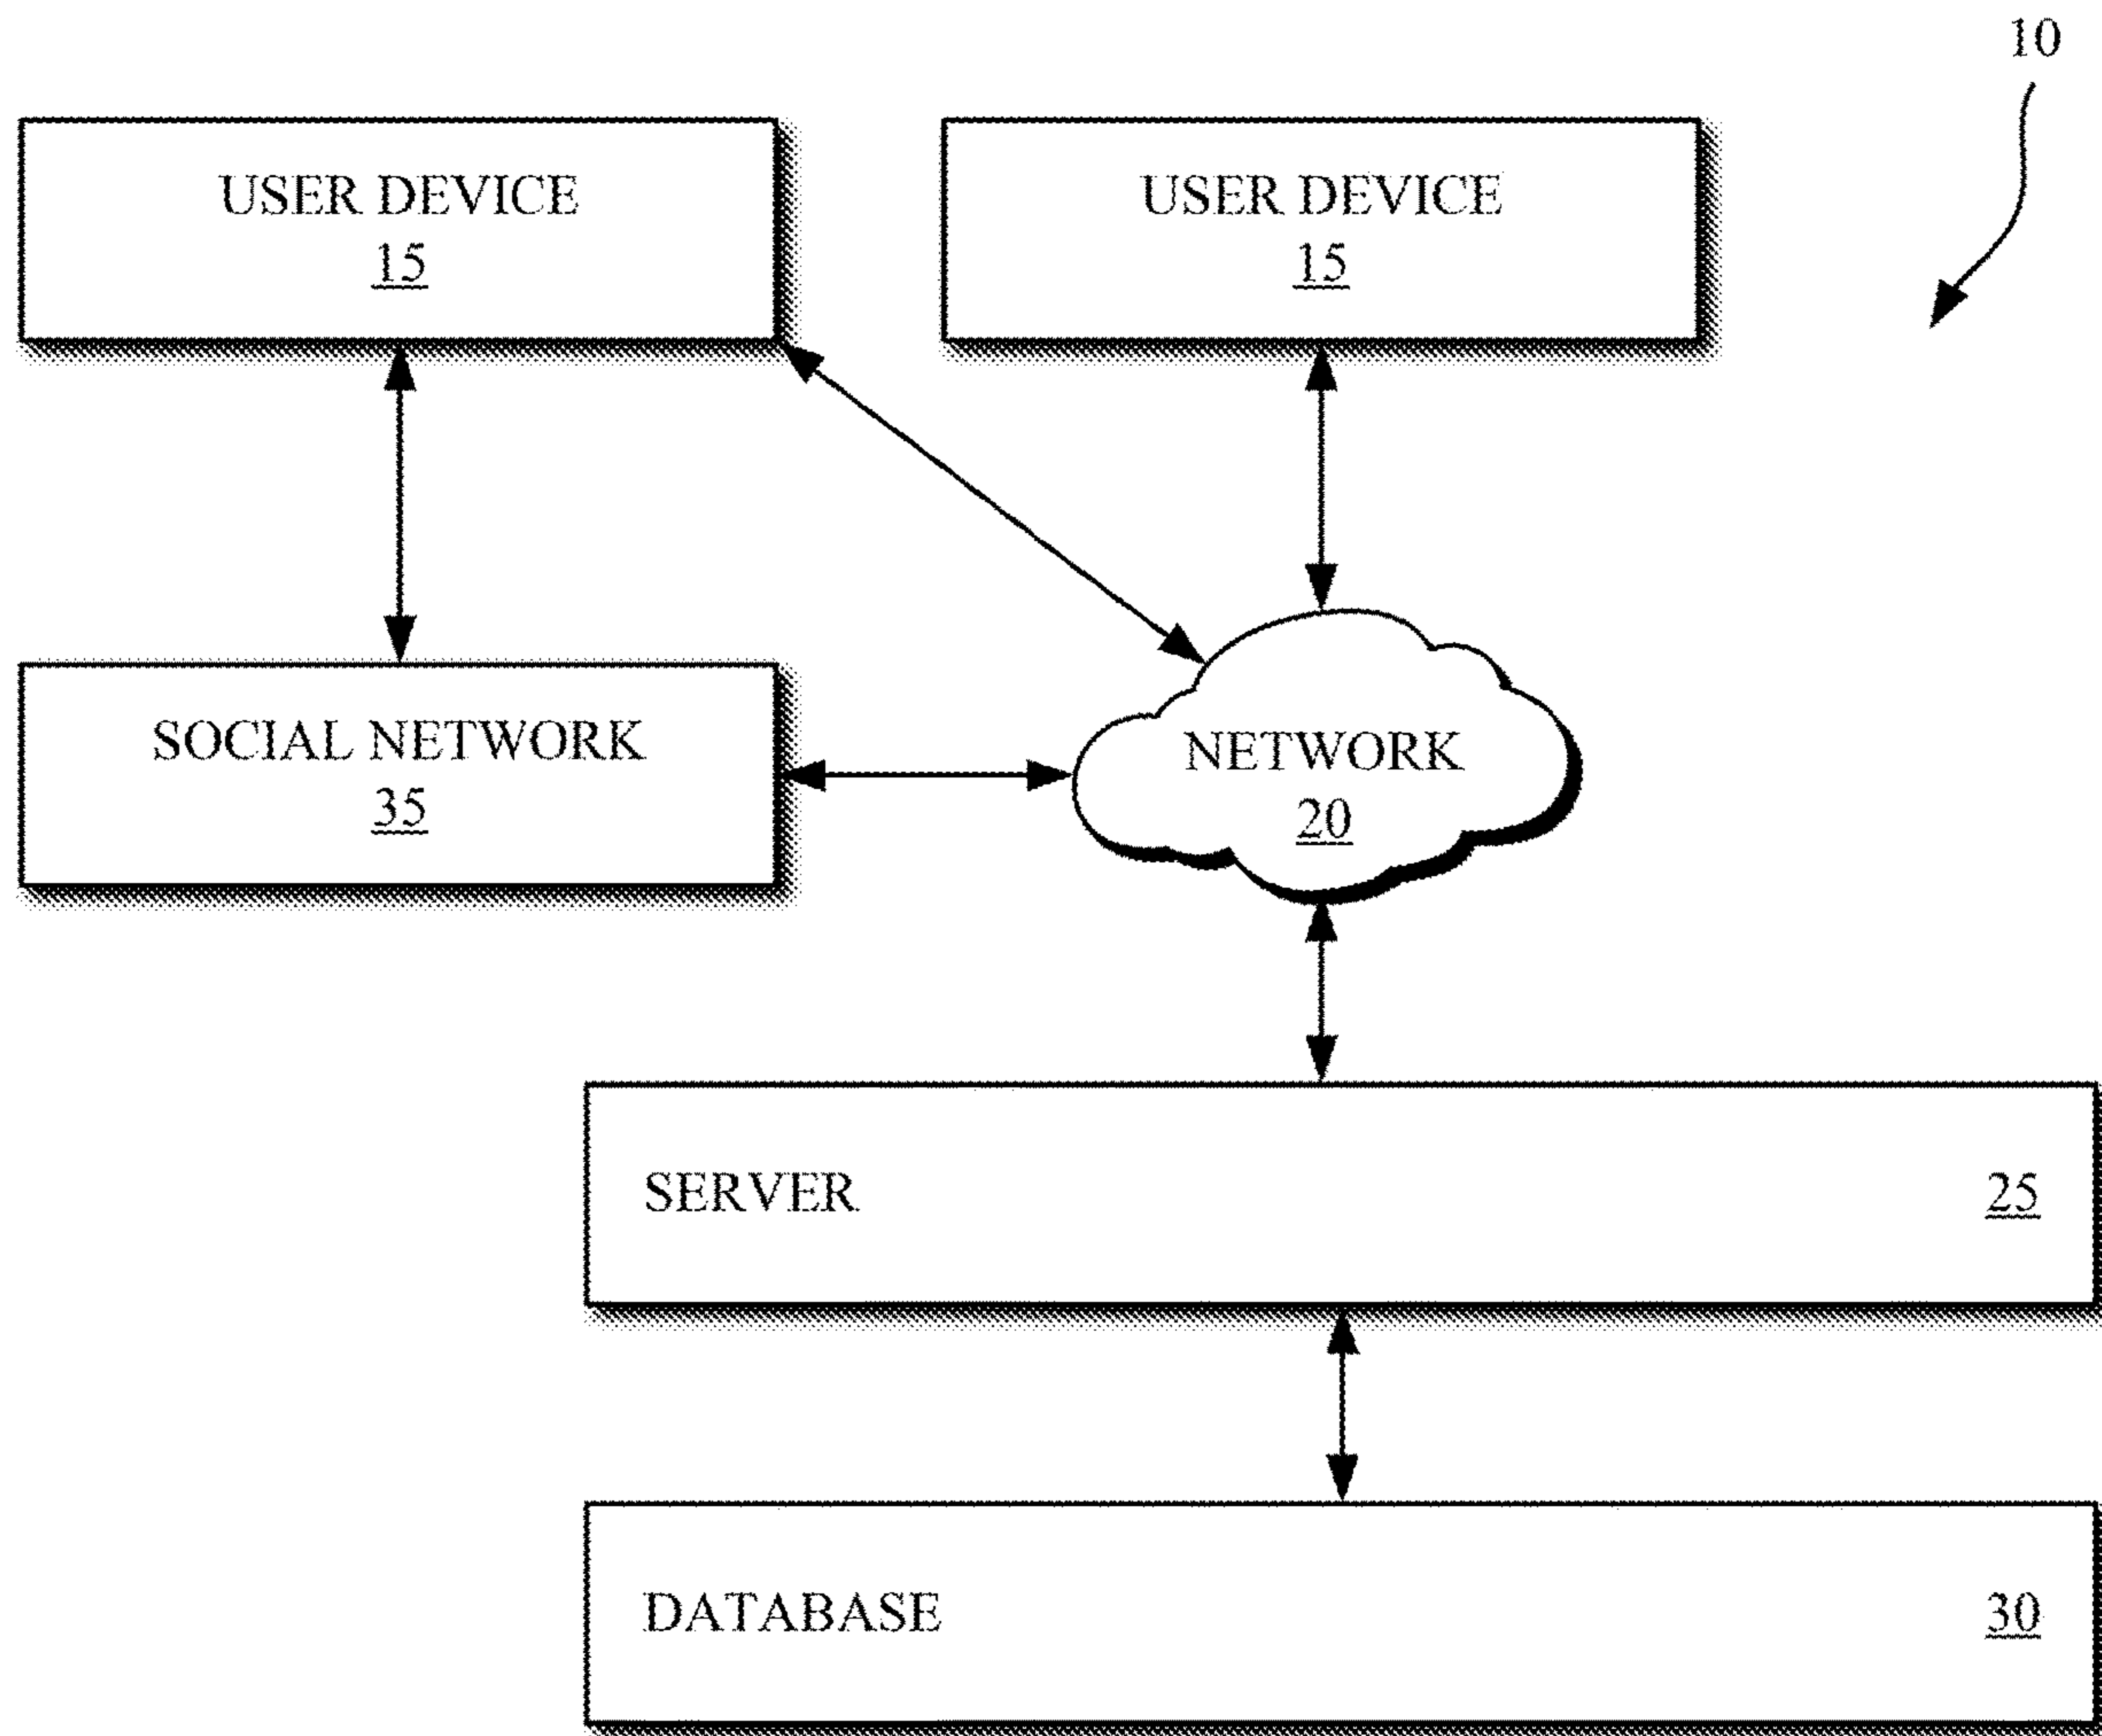 10
USER DEVICE
15
USER DEVICE
15
SOCIAL NETWORK
35
NETWORK
20
SERVER 25
DATABASE 30